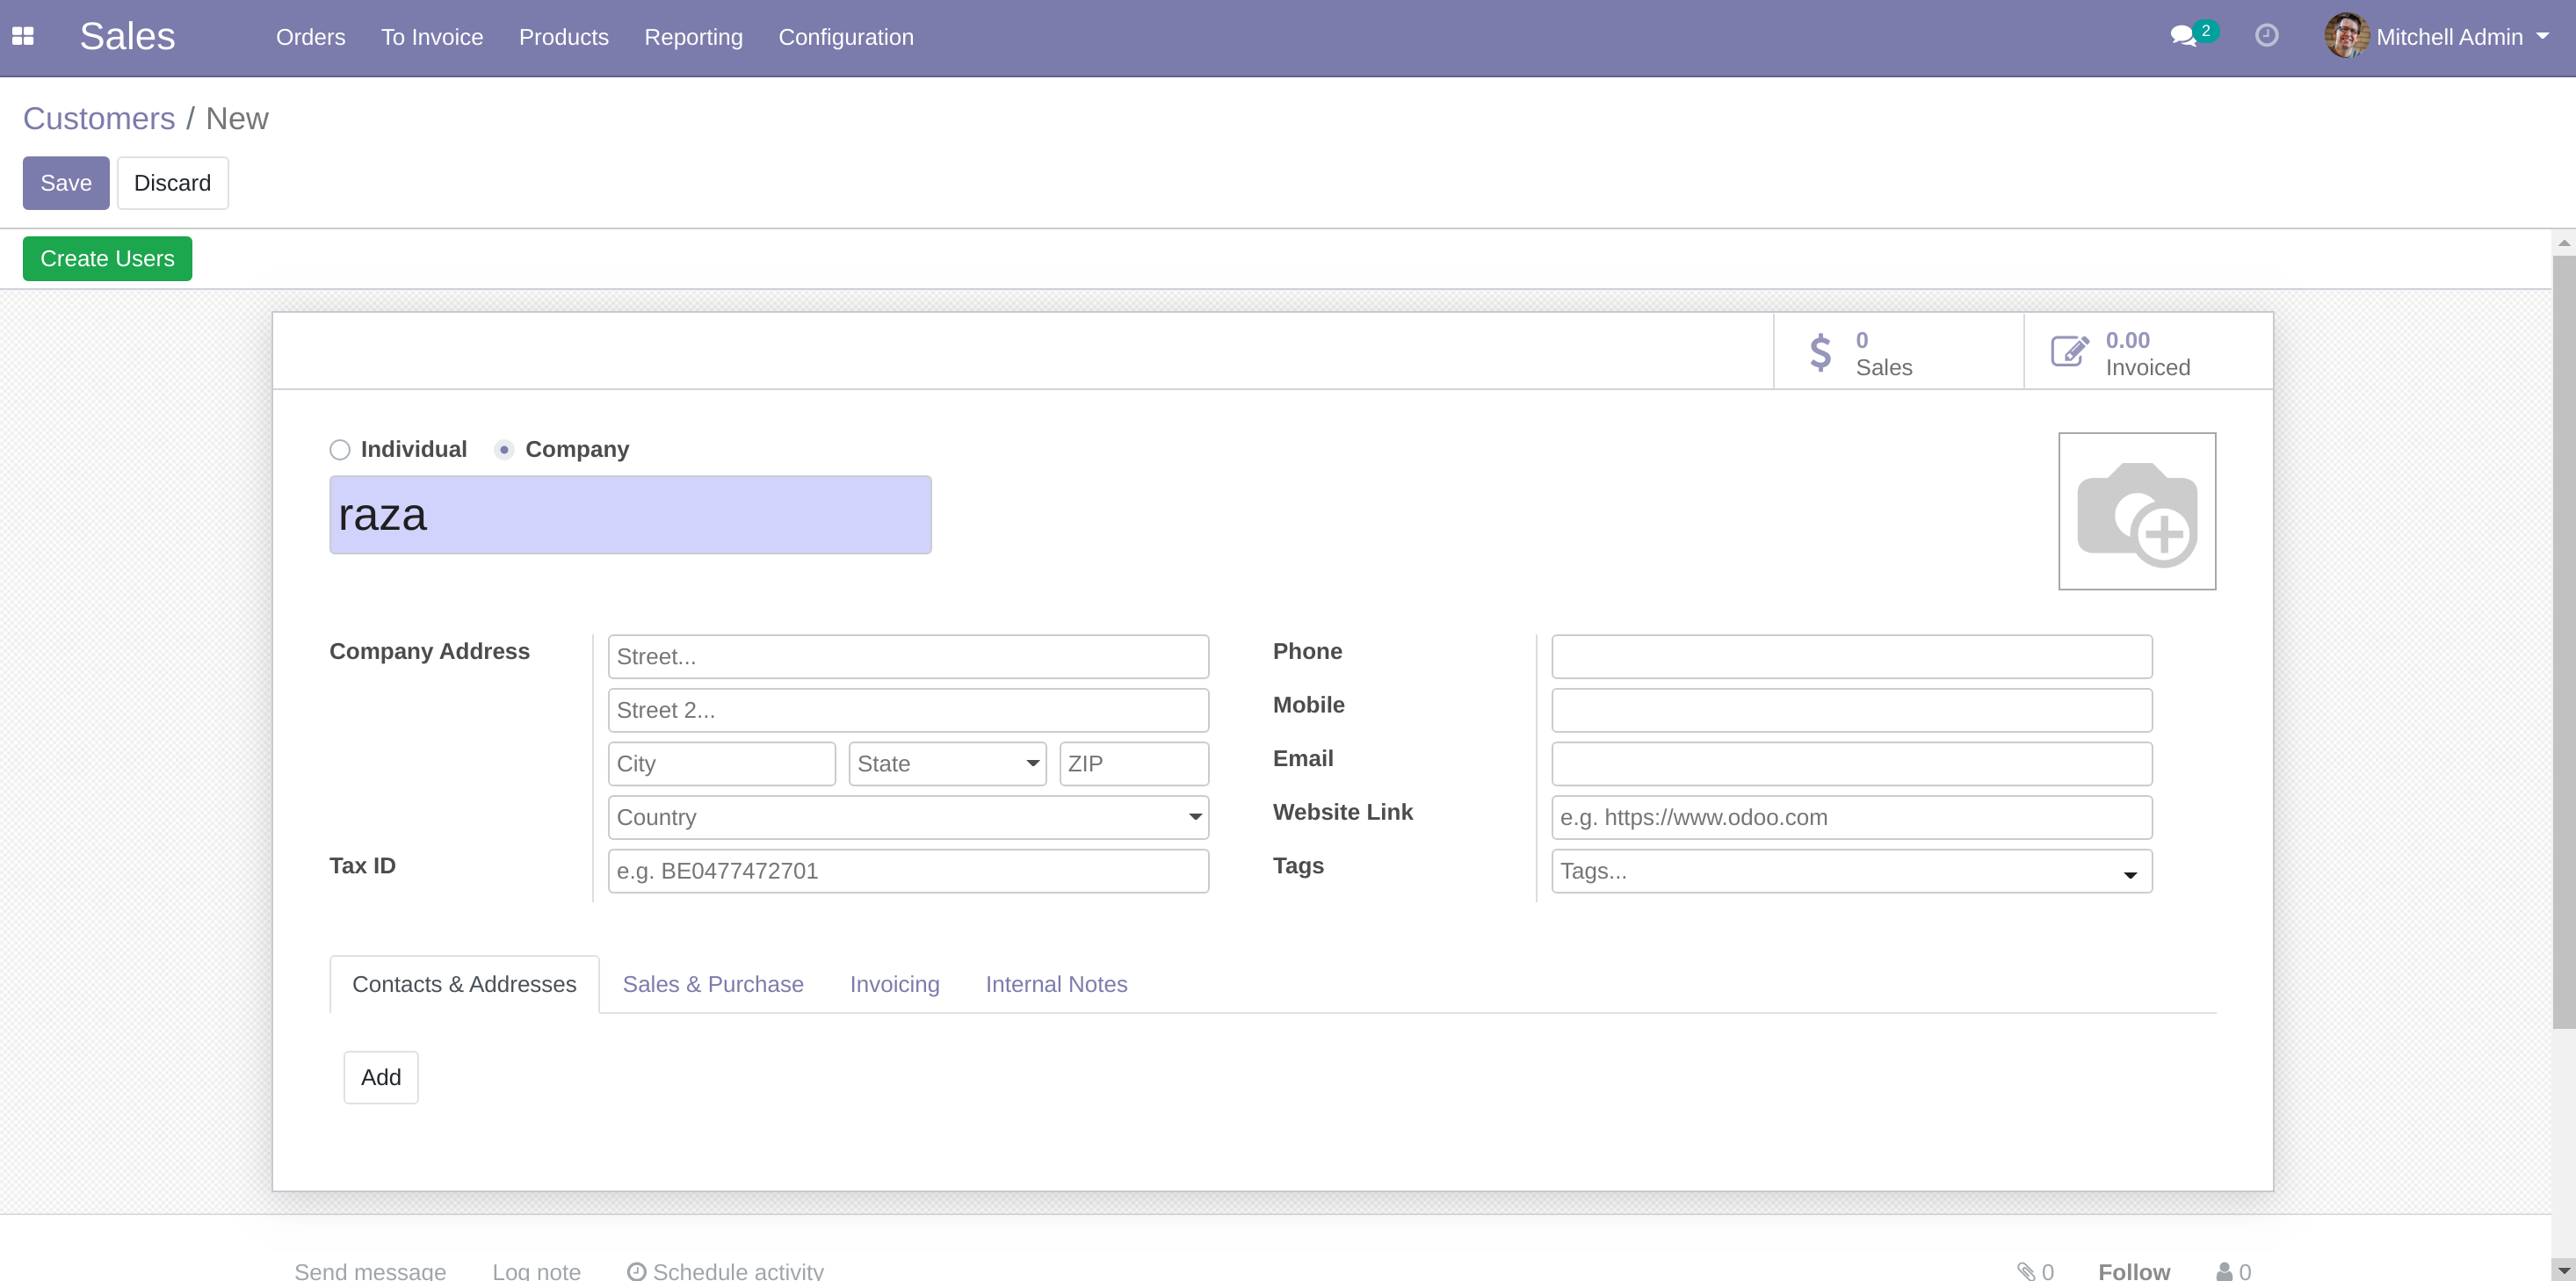 Sales Orders To Invoice Products Reporting Configuration 2 Mitchell Admin
Customers / New
Save Discard
Create Users
0 Sales
0.00 Invoiced
Individual Company
raza
Company Address Street...
Street 2...
City State ZIP
Country
Tax ID e.g. BE0477472701
Phone
Mobile
Email
Website Link e.g. https://www.odoo.com
Tags Tags...
Contacts & Addresses Sales & Purchase Invoicing Internal Notes
Add
Send message Log note Schedule activity 0 Follow 0